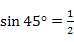 sin 45° = 1/2